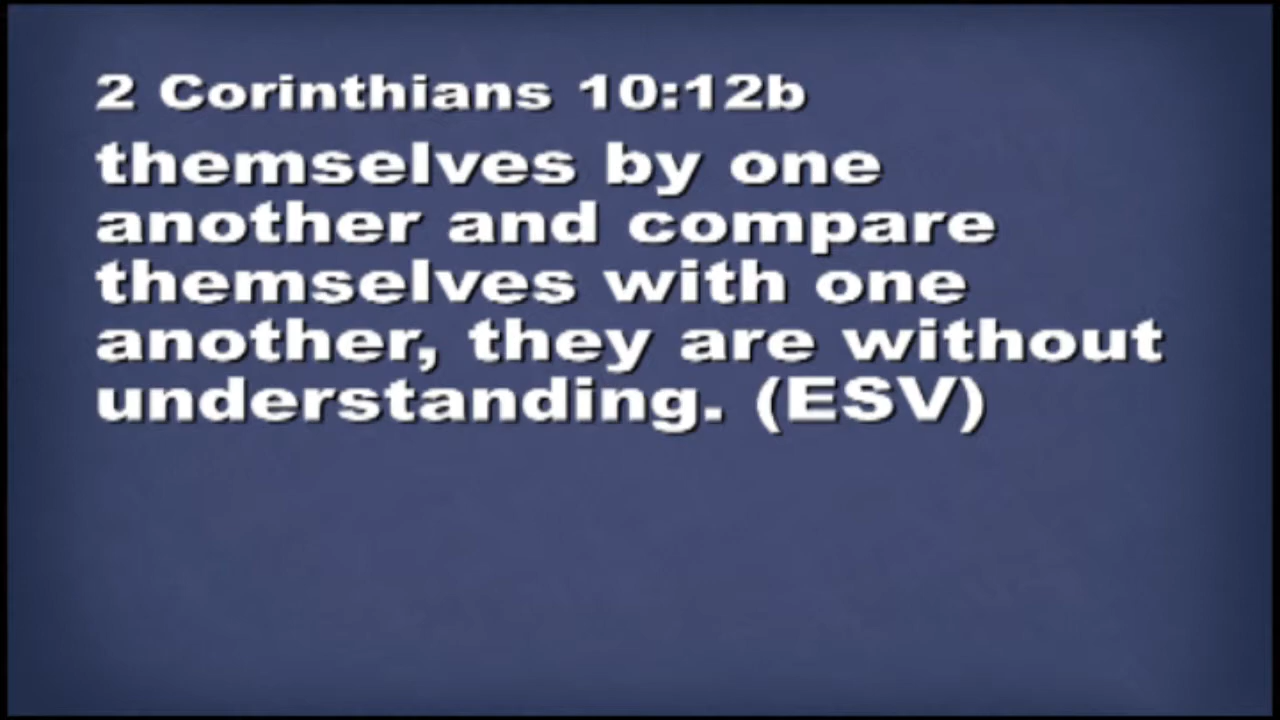 2 Corinthians 10:12b
themselves by one
another and compare
themselves with one
another, they are without
understanding. (ESV)